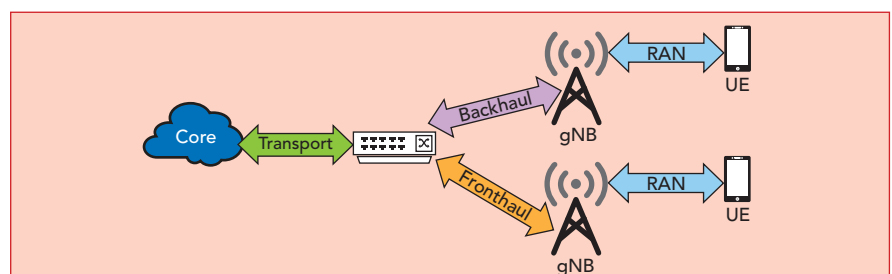 RAN
UE
Backhaul
gNB
Core
Transport
Fronthaul
RAN
UE
gNB